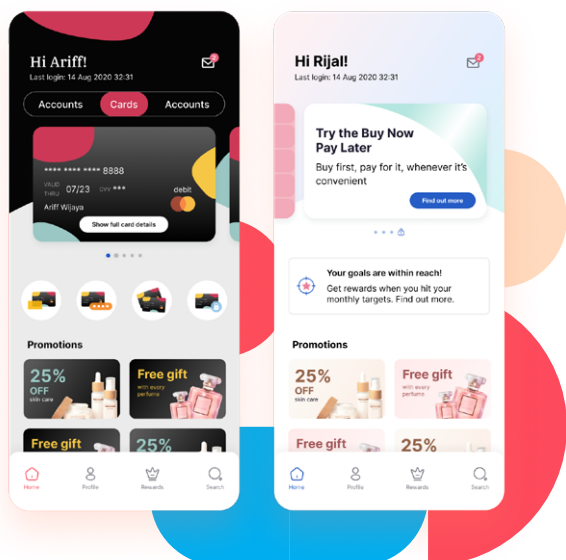 Hi Ariff!
2
Last login: 14 Aug 2020 32:31
Accounts
Cards
Accounts
**** **** **** 8888
VALID THRU 07/23 CVV ***
debit
Ariff Wijaya
Show full card details
Promotions
25%
OFF
skin care
Free gift
with every
perfume
Free gift
25%
Home
Profile
Rewards
Search
Hi Rijal!
2
Last login: 14 Aug 2020 32:31
Try the Buy Now
Pay Later
Buy first, pay for it, whenever it's
convenient
Find out more
Your goals are within reach!
Get rewards when you hit your
monthly targets. Find out more.
Promotions
25%
OFF
skin care
Free gift
with every
perfume
Free gift
25%
Home
Profile
Rewards
Search